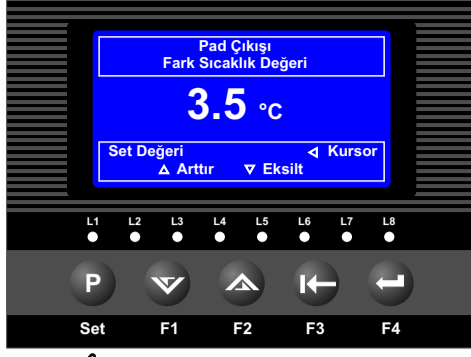 Pad Çıkışı
Fark Sıcaklık Değeri
3.5 °C
Set Değeri Kursor
Arttır Eksilt
L1 L2 L3 L4 L5 L6 L7 L8
P
Set F1 F2 F3 F4